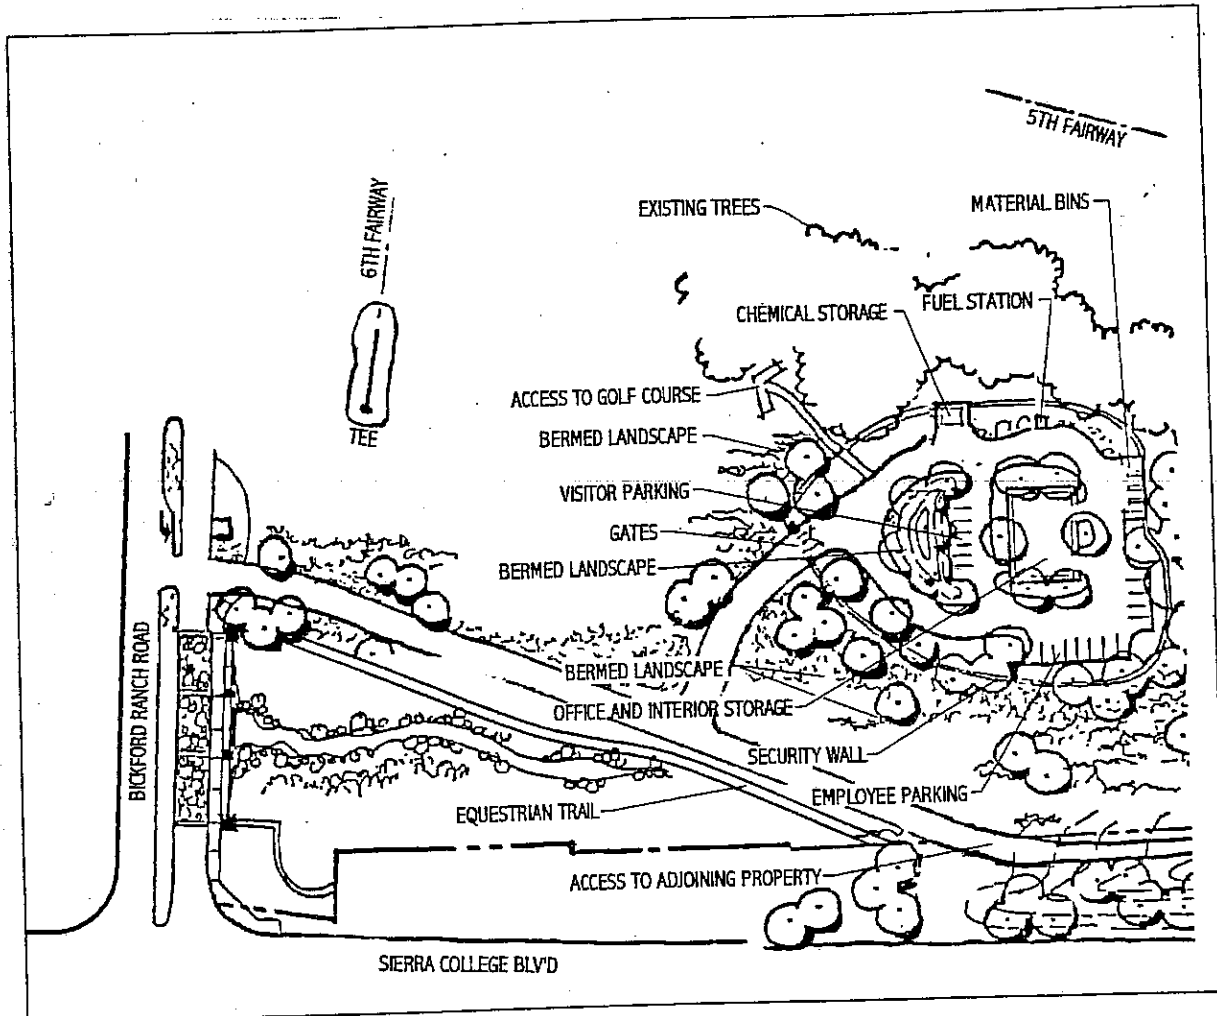 5TH FAIRWAY
6TH FAIRWAY
EXISTING TREES
MATERIAL BINS
CHEMICAL STORAGE
FUEL STATION
ACCESS TO GOLF COURSE
TEE
BERMED LANDSCAPE
VISITOR PARKING
GATES
BERMED LANDSCAPE
BICKFORD RANCH ROAD
BERMED LANDSCAPE
OFFICE AND INTERIOR STORAGE
SECURITY WALL
EMPLOYEE PARKING
EQUESTRIAN TRAIL
ACCESS TO ADJOINING PROPERTY
SIERRA COLLEGE BLV'D